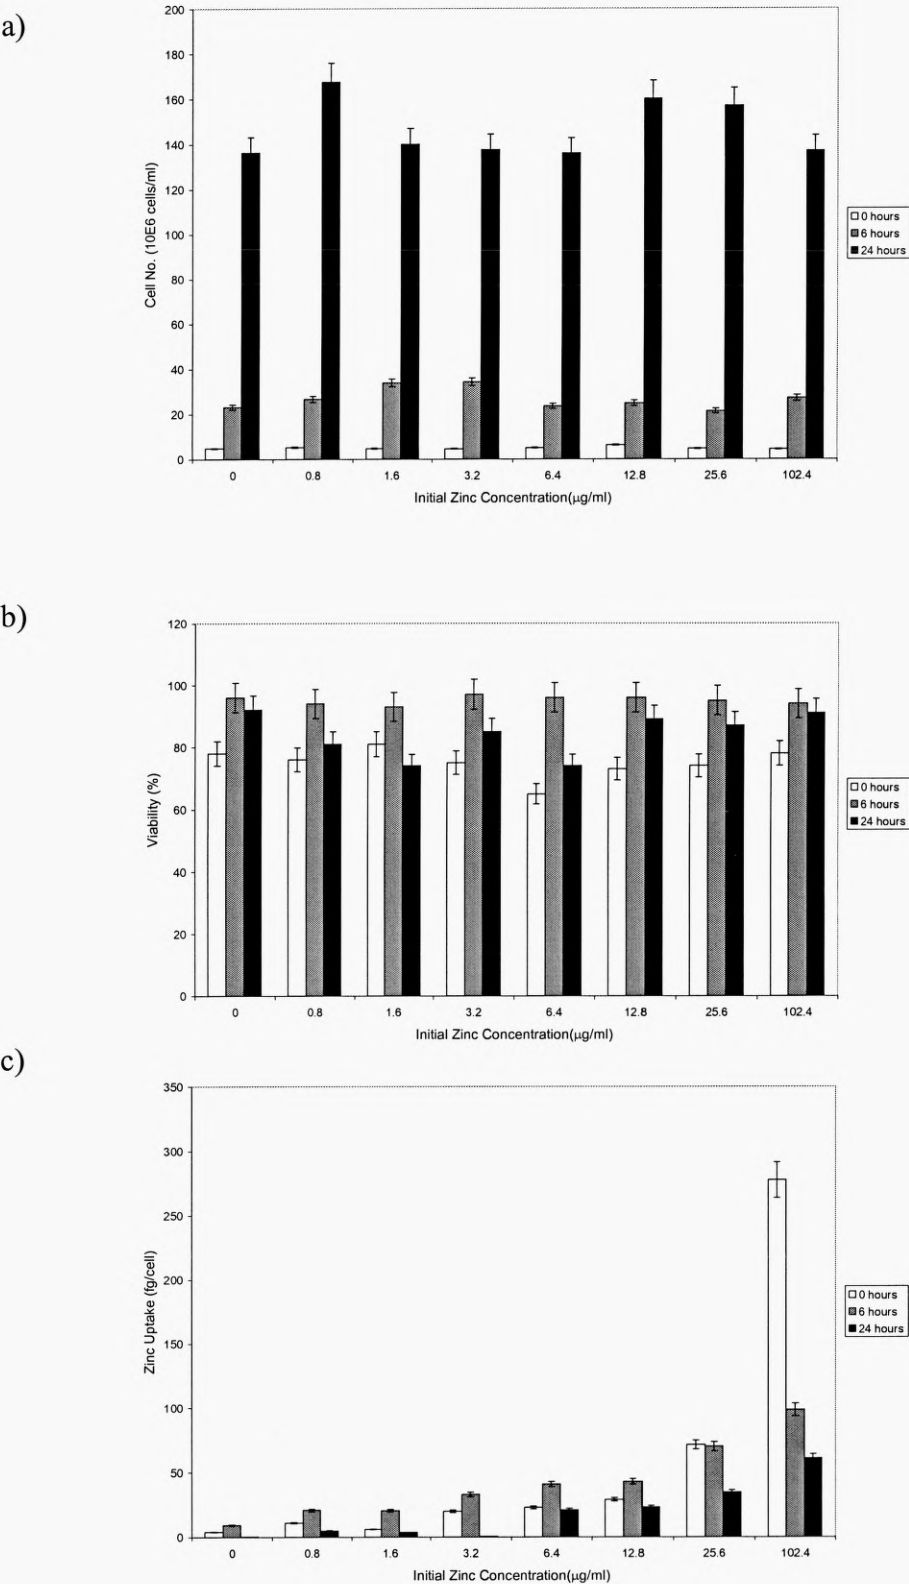 a)
200
180
160
140
120
100
80
60
40
20
0
Cell No. (10E6 cells/ml)
0 0.8 1.6 3.2 6.4 12.8 25.6 102.4
Initial Zinc Concentration(μg/ml)
0 hours
6 hours
24 hours
b)
120
100
80
60
40
20
0
Viability (%)
0 0.8 1.6 3.2 6.4 12.8 25.6 102.4
Initial Zinc Concentration(μg/ml)
0 hours
6 hours
24 hours
c)
350
300
250
200
150
100
50
0
Zinc Uptake (fg/cell)
0 0.8 1.6 3.2 6.4 12.8 25.6 102.4
Initial Zinc Concentration(μg/ml)
0 hours
6 hours
24 hours